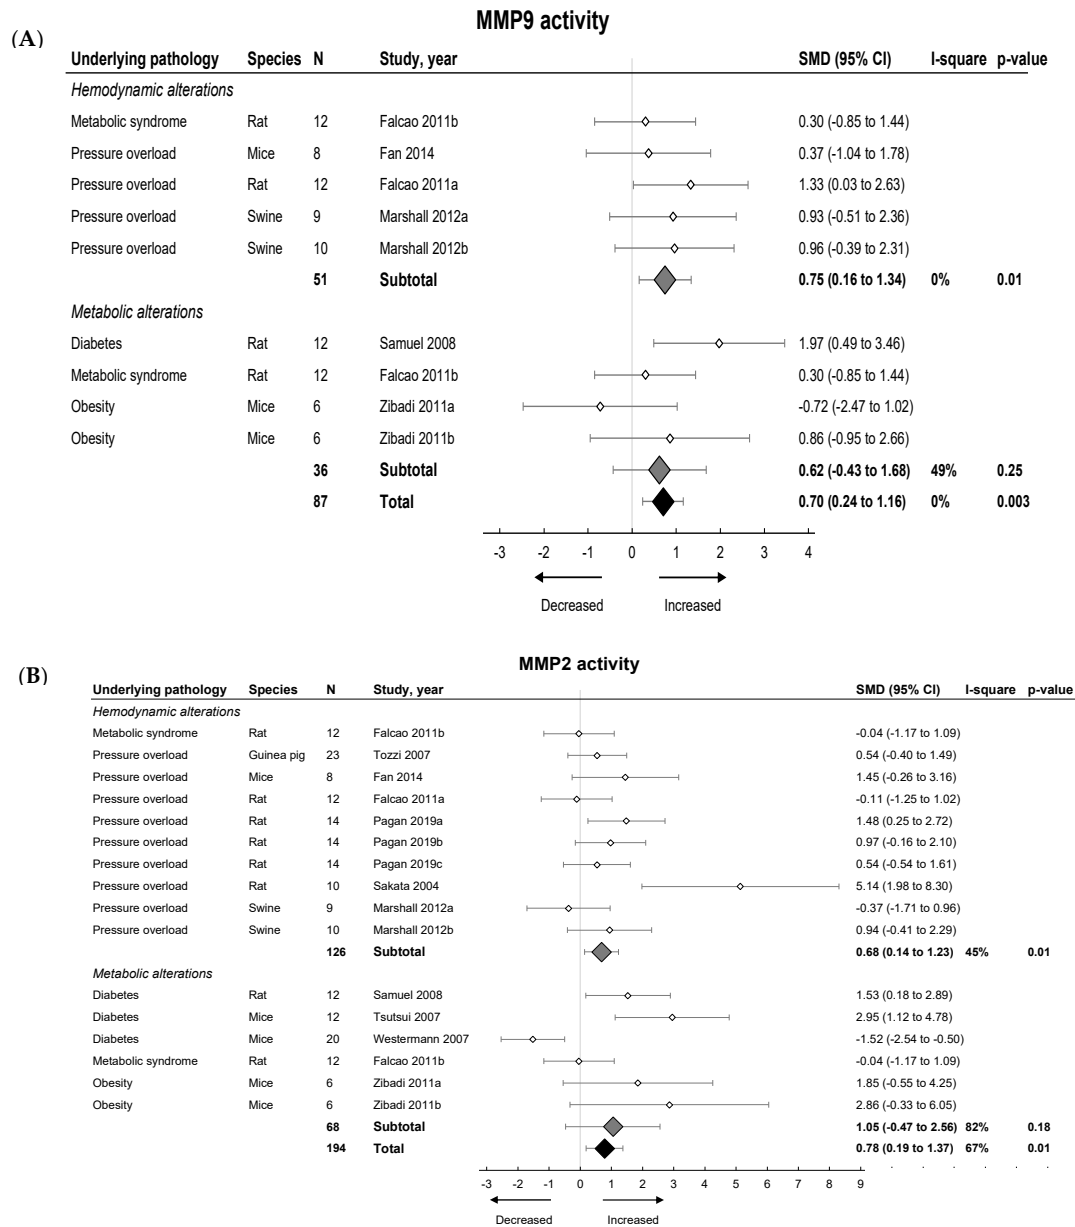 (A)
MMP9 activity
Underlying pathology Species N Study, year SMD (95% CI) I-square p-value
Hemodynamic alterations
Metabolic syndrome Rat 12 Falcao 2011b 0.30 (-0.85 to 1.44)
Pressure overload Mice 8 Fan 2014 0.37 (-1.04 to 1.78)
Pressure overload Rat 12 Falcao 2011a 1.33 (0.03 to 2.63)
Pressure overload Swine 9 Marshall 2012a 0.93 (-0.51 to 2.36)
Pressure overload Swine 10 Marshall 2012b 0.96 (-0.39 to 2.31)
51 Subtotal 0.75 (0.16 to 1.34) 0% 0.01
Metabolic alterations
Diabetes Rat 12 Samuel 2008 1.97 (0.49 to 3.46)
Metabolic syndrome Rat 12 Falcao 2011b 0.30 (-0.85 to 1.44)
Obesity Mice 6 Zibadi 2011a -0.72 (-2.47 to 1.02)
Obesity Mice 6 Zibadi 2011b 0.86 (-0.95 to 2.66)
36 Subtotal 0.62 (-0.43 to 1.68) 49% 0.25
87 Total 0.70 (0.24 to 1.16) 0% 0.003
-3 -2 -1 0 1 2 3 4
Decreased Increased
(B)
MMP2 activity
Underlying pathology Species N Study, year SMD (95% CI) I-square p-value
Hemodynamic alterations
Metabolic syndrome Rat 12 Falcao 2011b -0.04 (-1.17 to 1.09)
Pressure overload Guinea pig 23 Tozzi 2007 0.54 (-0.40 to 1.49)
Pressure overload Mice 8 Fan 2014 1.45 (-0.26 to 3.16)
Pressure overload Rat 12 Falcao 2011a -0.11 (-1.25 to 1.02)
Pressure overload Rat 14 Pagan 2019a 1.48 (0.25 to 2.72)
Pressure overload Rat 14 Pagan 2019b 0.97 (-0.16 to 2.10)
Pressure overload Rat 14 Pagan 2019c 0.54 (-0.54 to 1.61)
Pressure overload Rat 10 Sakata 2004 5.14 (1.98 to 8.30)
Pressure overload Swine 9 Marshall 2012a -0.37 (-1.71 to 0.96)
Pressure overload Swine 10 Marshall 2012b 0.94 (-0.41 to 2.29)
126 Subtotal 0.68 (0.14 to 1.23) 45% 0.01
Metabolic alterations
Diabetes Rat 12 Samuel 2008 1.53 (0.18 to 2.89)
Diabetes Mice 12 Tsutsui 2007 2.95 (1.12 to 4.78)
Diabetes Mice 20 Westermann 2007 -1.52 (-2.54 to -0.50)
Metabolic syndrome Rat 12 Falcao 2011b -0.04 (-1.17 to 1.09)
Obesity Mice 6 Zibadi 2011a 1.85 (-0.55 to 4.25)
Obesity Mice 6 Zibadi 2011b 2.86 (-0.33 to 6.05)
68 Subtotal 1.05 (-0.47 to 2.56) 82% 0.18
194 Total 0.78 (0.19 to 1.37) 67% 0.01
-3 -2 -1 0 1 2 3 4 5 6 7 8 9
Decreased Increased